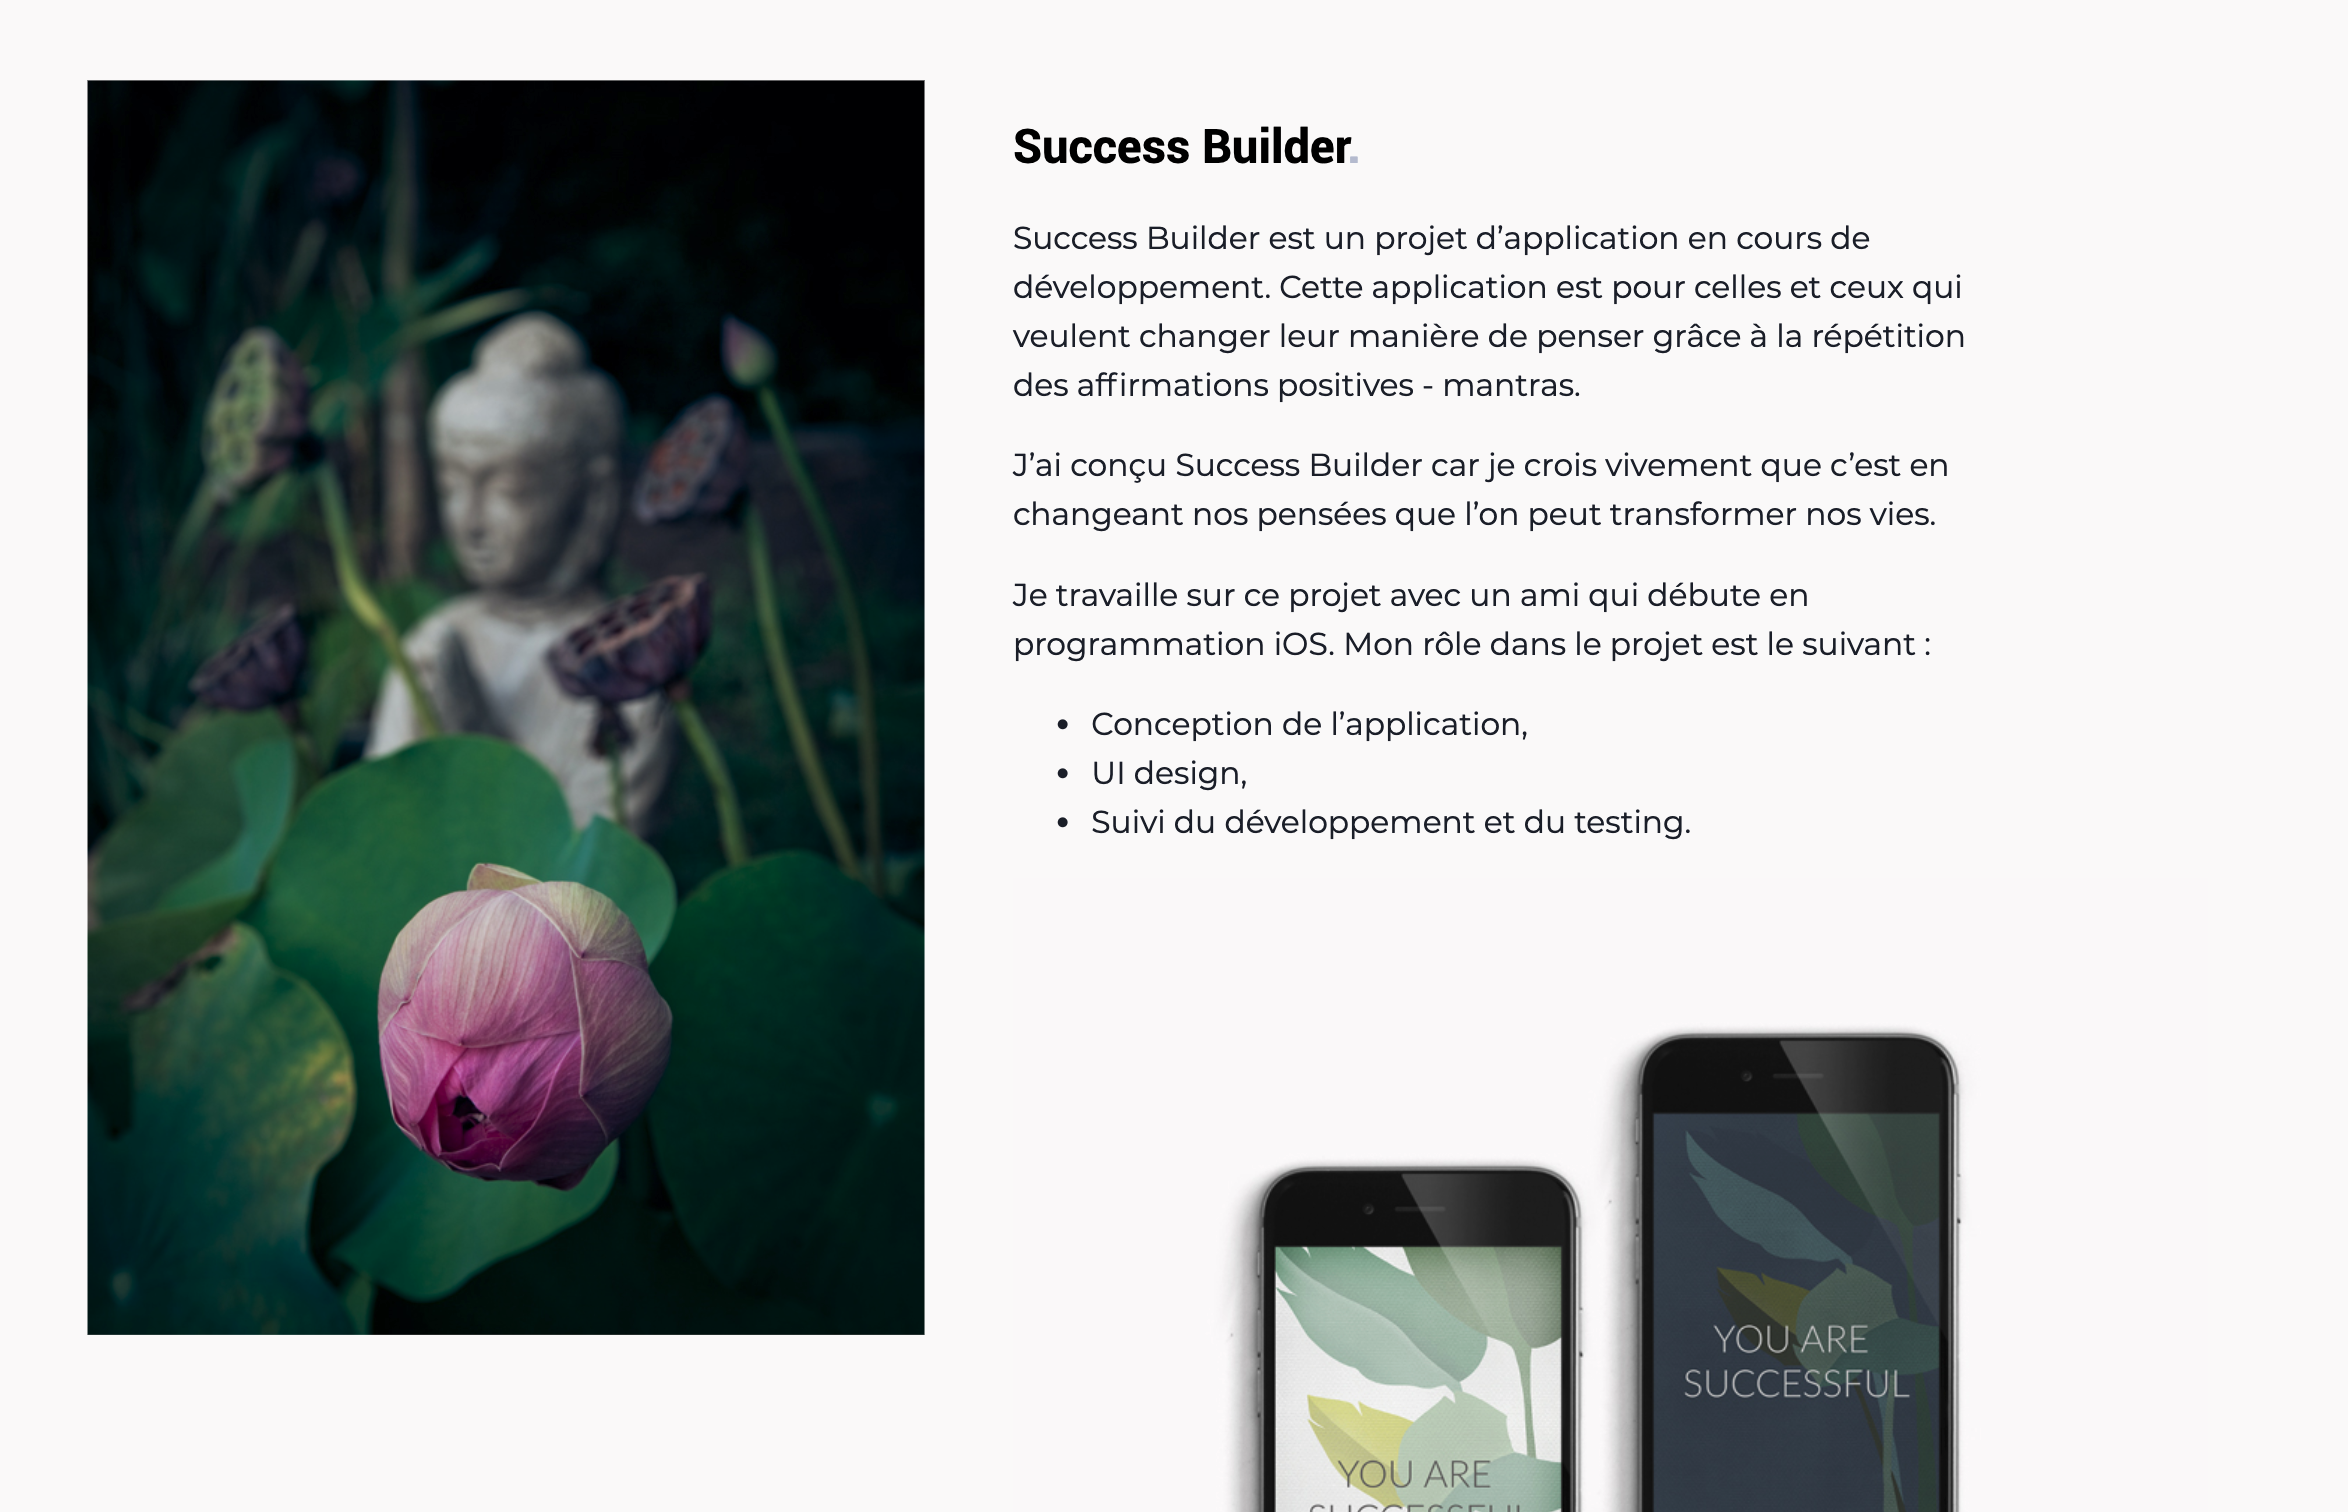 Success Builder.
Success Builder est un projet d’application en cours de
développement. Cette application est pour celles et ceux qui
veulent changer leur manière de penser grâce à la répétition
des affirmations positives - mantras.
J’ai conçu Success Builder car je crois vivement que c’est en
changeant nos pensées que l’on peut transformer nos vies.
Je travaille sur ce projet avec un ami qui débute en
programmation iOS. Mon rôle dans le projet est le suivant :
• Conception de l’application,
• UI design,
• Suivi du développement et du testing.
YOU ARE
SUCCESSFUL
YOU ARE
SUCCESSFUL